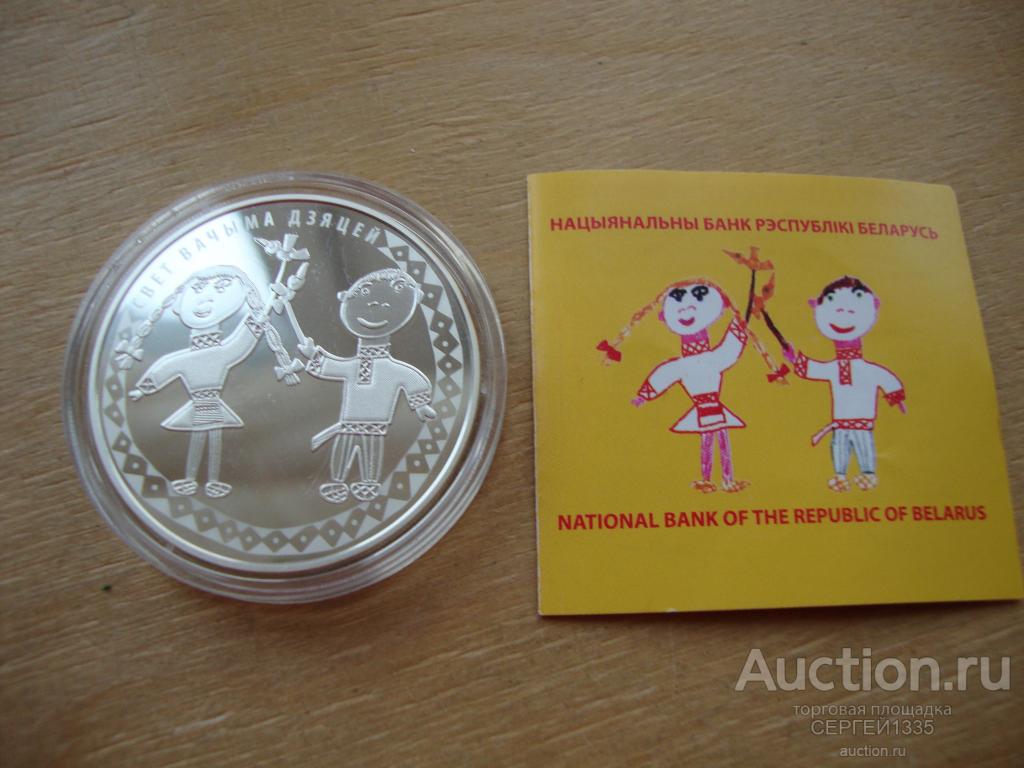 СВЕТ ВАЧЫМА ДЗЯЦЕЙ
НАЦЫЯНАЛЬНЫ БАНК РЭСПУБЛІКІ БЕЛАРУСЬ
NATIONAL BANK OF THE REPUBLIC OF BELARUS
Auction.ru
торговая площадка
СЕРГЕЙ1335
auction.ru